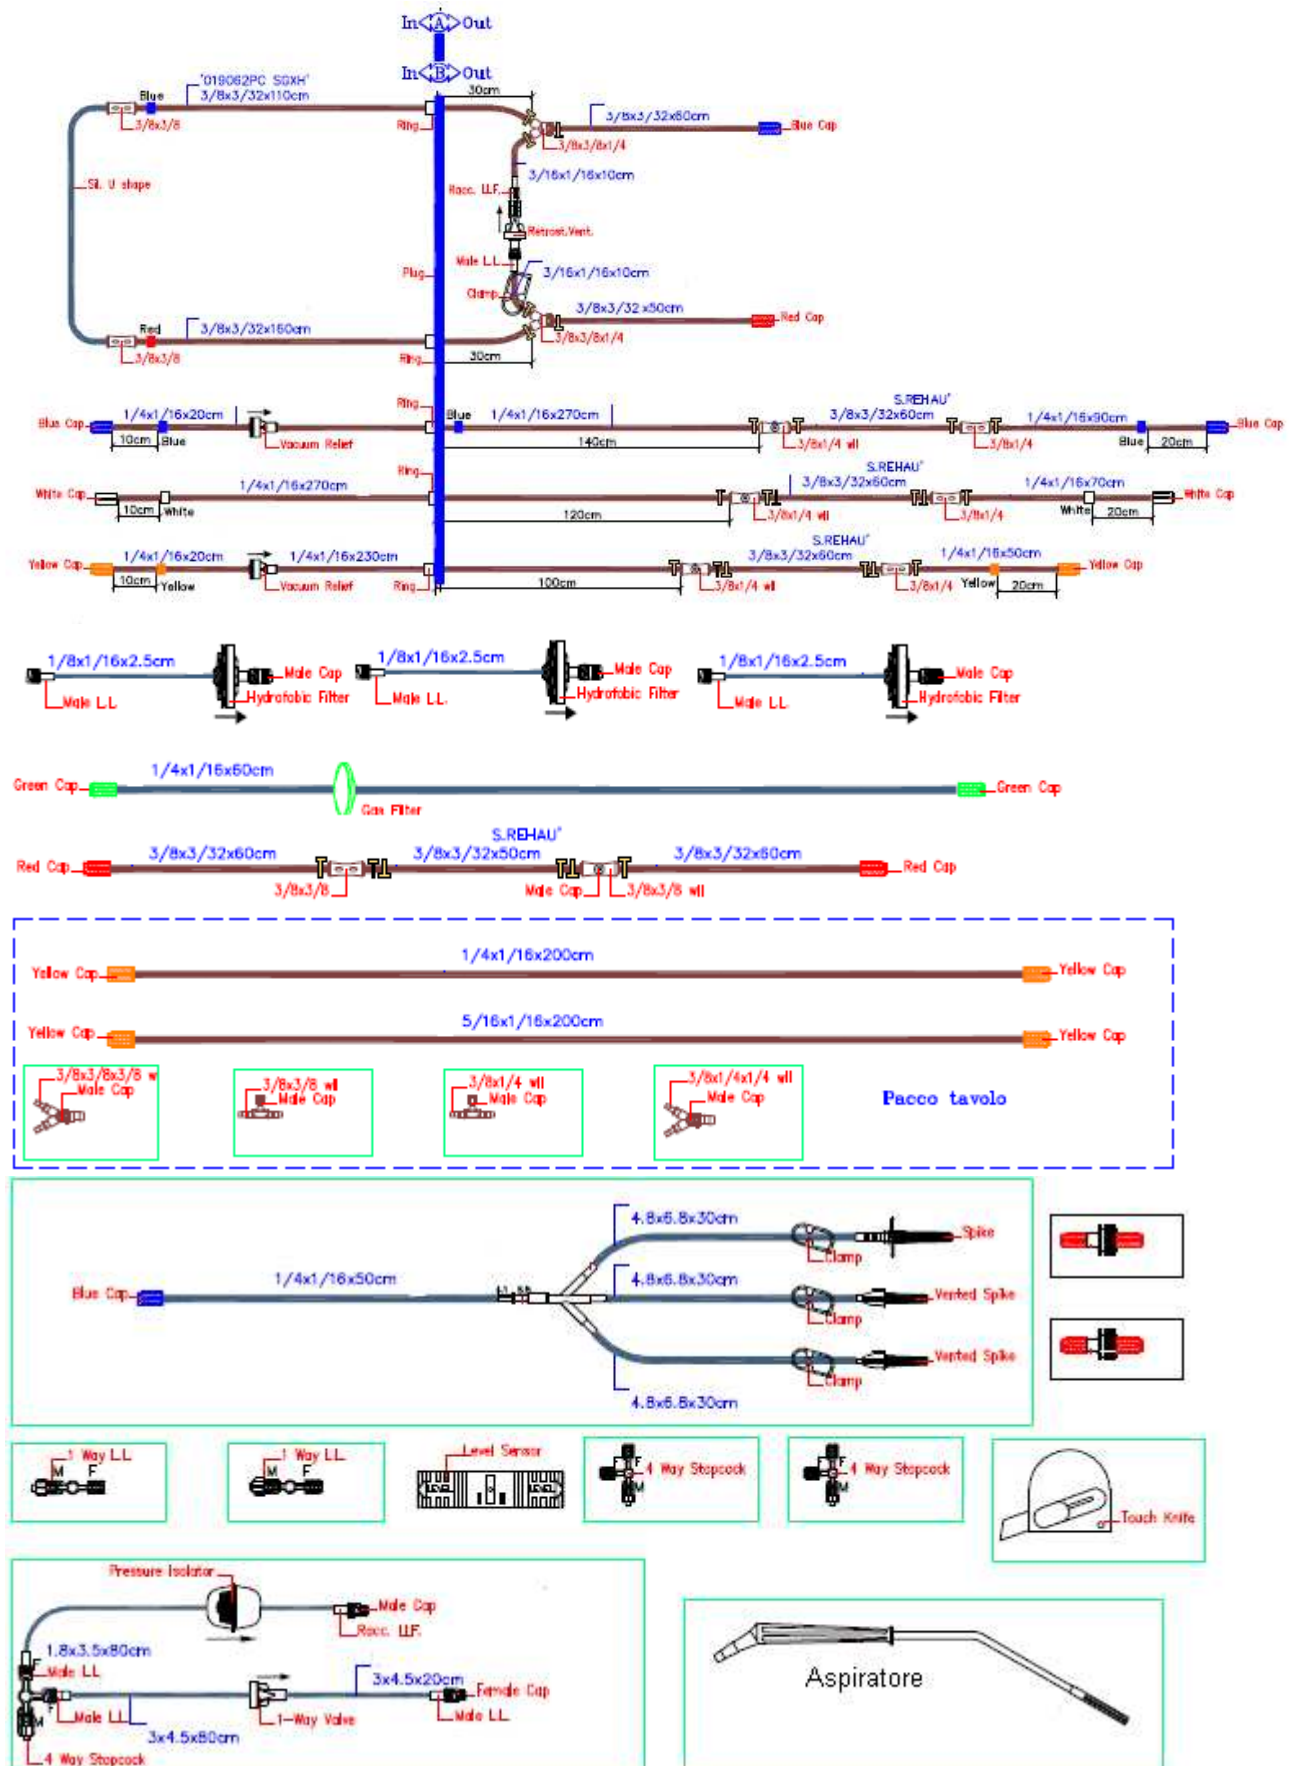 In A Out
In B Out
'019062PC SGXH'
3/8x3/32x110cm
30cm
Blue
3/8x3/8
Ring
3/8x3/32x60cm
Blue Cap
3/8x3/8x1/4
3/16x1/16x10cm
Sil. U shape
Racc. LLF.
Retrost.Vent.
Male L.L.
Plug
3/16x1/16x10cm
Clamp
3/8x3/32x50cm
Red Cap
Red
3/8x3/32x160cm
3/8x3/8
3/8x3/8x1/4
Ring
30cm
Ring
Blue Cap
1/4x1/16x20cm
10cm
Blue
Vacuum Relief
Blue
1/4x1/16x270cm
140cm
S.REHAU'
3/8x1/4 wll
3/8x3/32x60cm
3/8x1/4
1/4x1/16x90cm
Blue
20cm
Blue Cap
Ring
White Cap
1/4x1/16x270cm
10cm
White
120cm
S.REHAU'
3/8x1/4 wll
3/8x3/32x60cm
3/8x1/4
1/4x1/16x70cm
White
20cm
White Cap
Yellow Cap
1/4x1/16x20cm
10cm
Yellow
Vacuum Relief
1/4x1/16x230cm
Ring
100cm
S.REHAU'
3/8x1/4 wll
3/8x3/32x60cm
3/8x1/4
1/4x1/16x50cm
Yellow
20cm
Yellow Cap
1/8x1/16x2.5cm
Male L.L.
Male Cap
Hydrofobic Filter
1/8x1/16x2.5cm
Male L.L.
Male Cap
Hydrofobic Filter
1/8x1/16x2.5cm
Male L.L.
Male Cap
Hydrofobic Filter
Green Cap
1/4x1/16x60cm
Gas Filter
Green Cap
S.REHAU'
Red Cap
3/8x3/32x60cm
3/8x3/8
3/8x3/32x50cm
Male Cap
3/8x3/8 wll
3/8x3/32x60cm
Red Cap
Yellow Cap
1/4x1/16x200cm
Yellow Cap
Yellow Cap
5/16x1/16x200cm
Yellow Cap
3/8x3/8x3/8 w
Male Cap
3/8x3/8 wll
Male Cap
3/8x1/4 wll
Male Cap
3/8x1/4x1/4 wll
Male Cap
Pacco tavolo
Blue Cap
1/4x1/16x50cm
4.8x6.8x30cm
Clamp
Spike
4.8x6.8x30cm
Clamp
Vented Spike
4.8x6.8x30cm
Clamp
Vented Spike
1 Way L.L.
M F
1 Way L.L.
M F
Level Sensor
LEVEL
LEVEL
4 Way Stopcock
F
M
4 Way Stopcock
F
M
Touch Knife
Pressure Isolator
Male Cap
Racc. LLF.
1.8x3.5x80cm
F
Male L.L.
F
M
Male L.L.
3x4.5x80cm
1-Way Valve
3x4.5x20cm
Female Cap
Male L.L.
4 Way Stopcock
Aspiratore